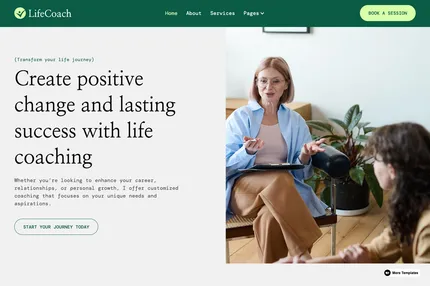 LifeCoach
Home About Services Pages
BOOK A SESSION
(Transform your life journey)
Create positive
change and lasting
success with life
coaching
Whether you're looking to enhance your career,
relationships, or personal growth, I offer customized
coaching that focuses on your unique needs and
aspirations.
START YOUR JOURNEY TODAY
More Templates